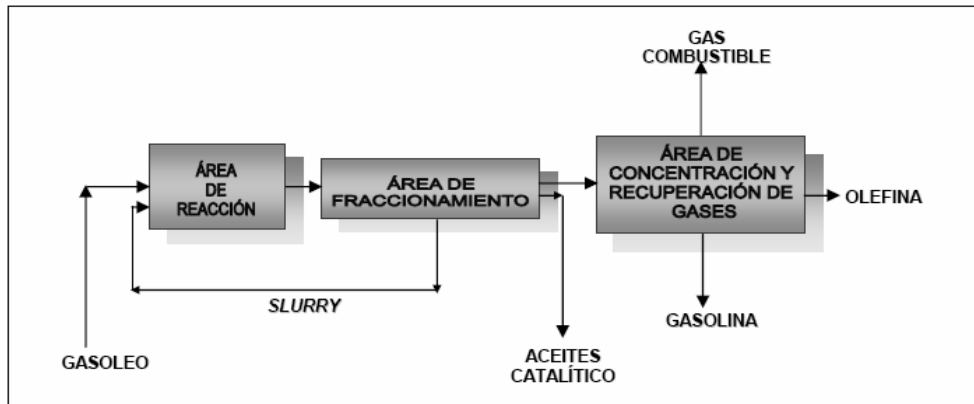 GAS
COMBUSTIBLE
ÁREA
DE
REACCIÓN
ÁREA DE
FRACCIONAMIENTO
ÁREA DE
CONCENTRACIÓN Y
RECUPERACIÓN DE
GASES
OLEFINA
SLURRY
GASOLINA
GASOLEO
ACEITES
CATALÍTICO